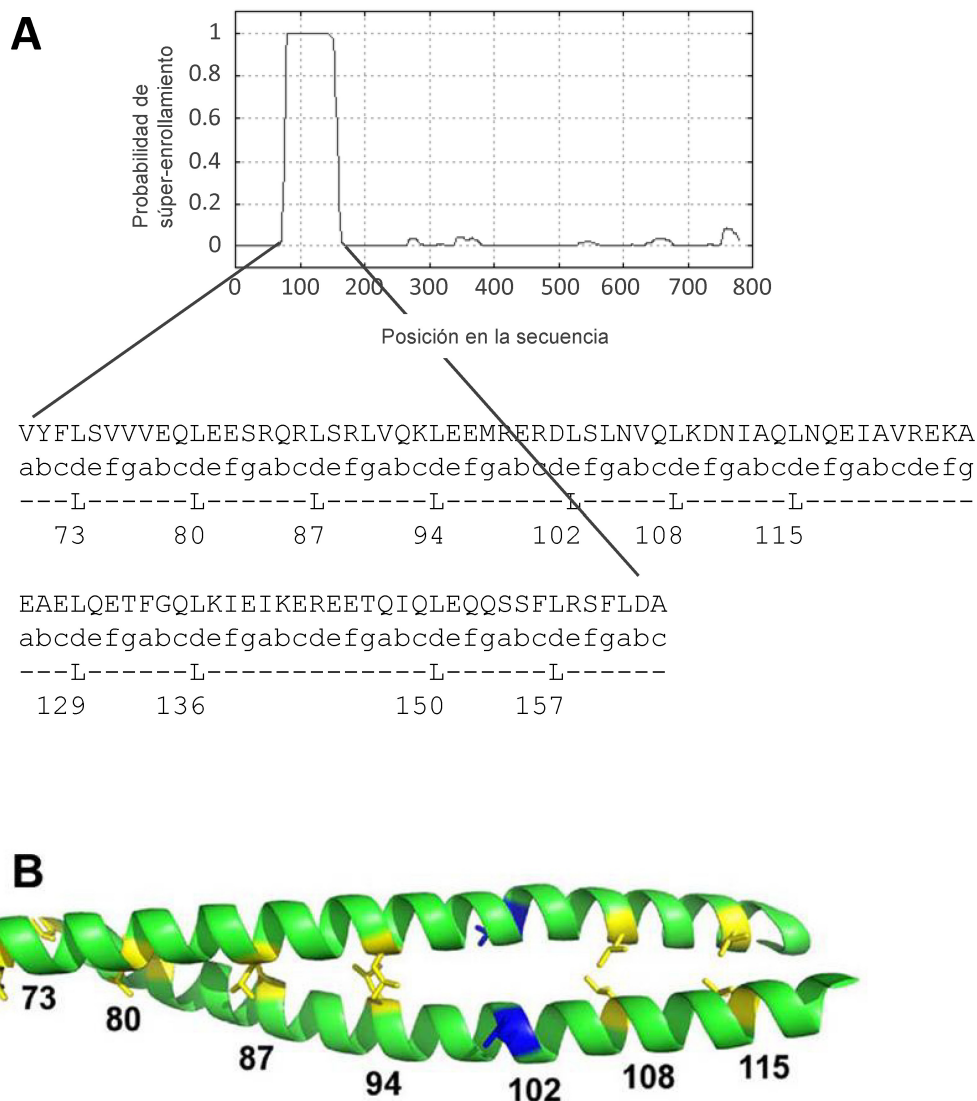 A
Probabilidad de
súper-enrollamiento
1
0.8
0.6
0.4
0.2
0
0 100 200 300 400 500 600 700 800
Posición en la secuencia
VYFLSVVVEQLEESRQRLSRLVQKLEEMRERDLSLNVQLKDNIAQLNQEIAVREKA
abcdefgabcdefgabcdefgabcdefgabcdefgabcdefgabcdefgabcdefg
---L------L------L------L-------L-----L------L----------
73 80 87 94 102 108 115
EAELQETFGQLKIEIKEREETQIQLEQQSSFLRSFLDA
abcdefgabcdefgabcdefgabcdefgabcdefgabc
---L------L-------------L------L------
129 136 150 157
B
73
80
87
94
102
108
115